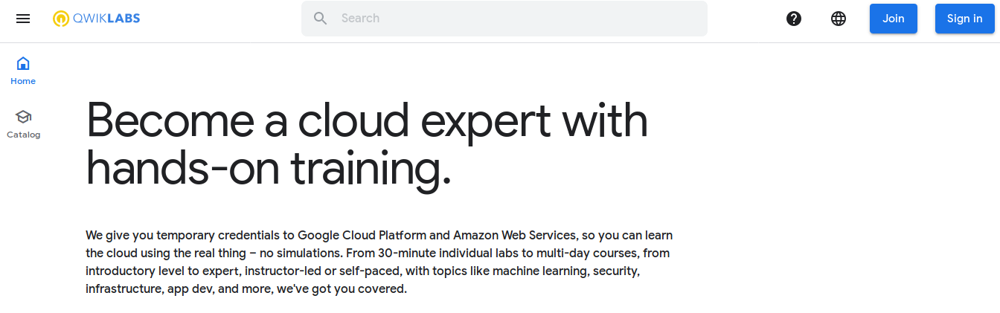 QWIKLABS
Search
Join
Sign in
Home
Catalog
Become a cloud expert with
hands-on training.
We give you temporary credentials to Google Cloud Platform and Amazon Web Services, so you can learn
the cloud using the real thing – no simulations. From 30-minute individual labs to multi-day courses, from
introductory level to expert, instructor-led or self-paced, with topics like machine learning, security,
infrastructure, app dev, and more, we've got you covered.